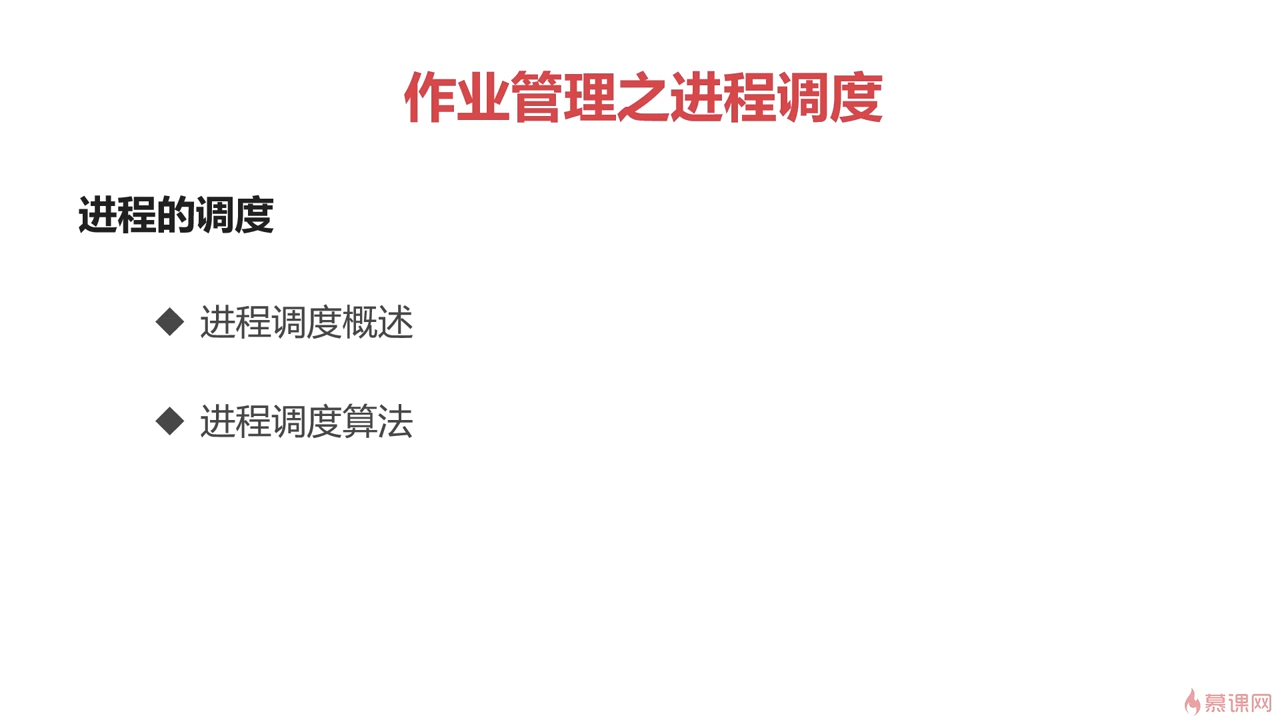 作业管理之进程调度
进程的调度
◆ 进程调度概述
◆ 进程调度算法
慕课网